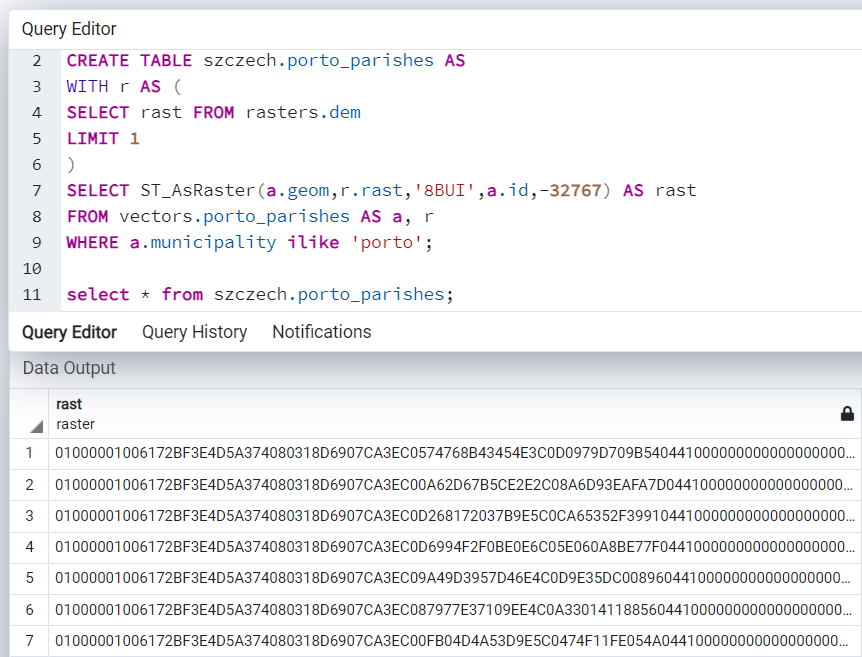 Query Editor
2 CREATE TABLE szczech.porto_parishes AS
3 WITH r AS (
4 SELECT rast FROM rasters.dem
5 LIMIT 1
6 )
7 SELECT ST_AsRaster(a.geom,r.rast,'8BUI',a.id,-32767) AS rast
8 FROM vectors.porto_parishes AS a, r
9 WHERE a.municipality ilike 'porto';
10
11 select * from szczech.porto_parishes;
Query Editor Query History Notifications
Data Output
rast
raster
1 01000001006172BF3E4D5A374080318D6907CA3EC0574768B43454E3C0D0979D709B540441000000000000000000...
2 01000001006172BF3E4D5A374080318D6907CA3EC00A62D67B5CE2E2C08A6D93EAFA7D0441000000000000000000...
3 01000001006172BF3E4D5A374080318D6907CA3EC0D268172037B9E5C0CA65352F39910441000000000000000000...
4 01000001006172BF3E4D5A374080318D6907CA3EC0D6994F2F0BE0E6C05E060A8BE77F0441000000000000000000...
5 01000001006172BF3E4D5A374080318D6907CA3EC09A49D3957D46E4C0D9E35DC008960441000000000000000000...
6 01000001006172BF3E4D5A374080318D6907CA3EC087977E37109EE4C0A330141188560441000000000000000000...
7 01000001006172BF3E4D5A374080318D6907CA3EC00FB04D4A53D9E5C0474F11FE054A0441000000000000000000...